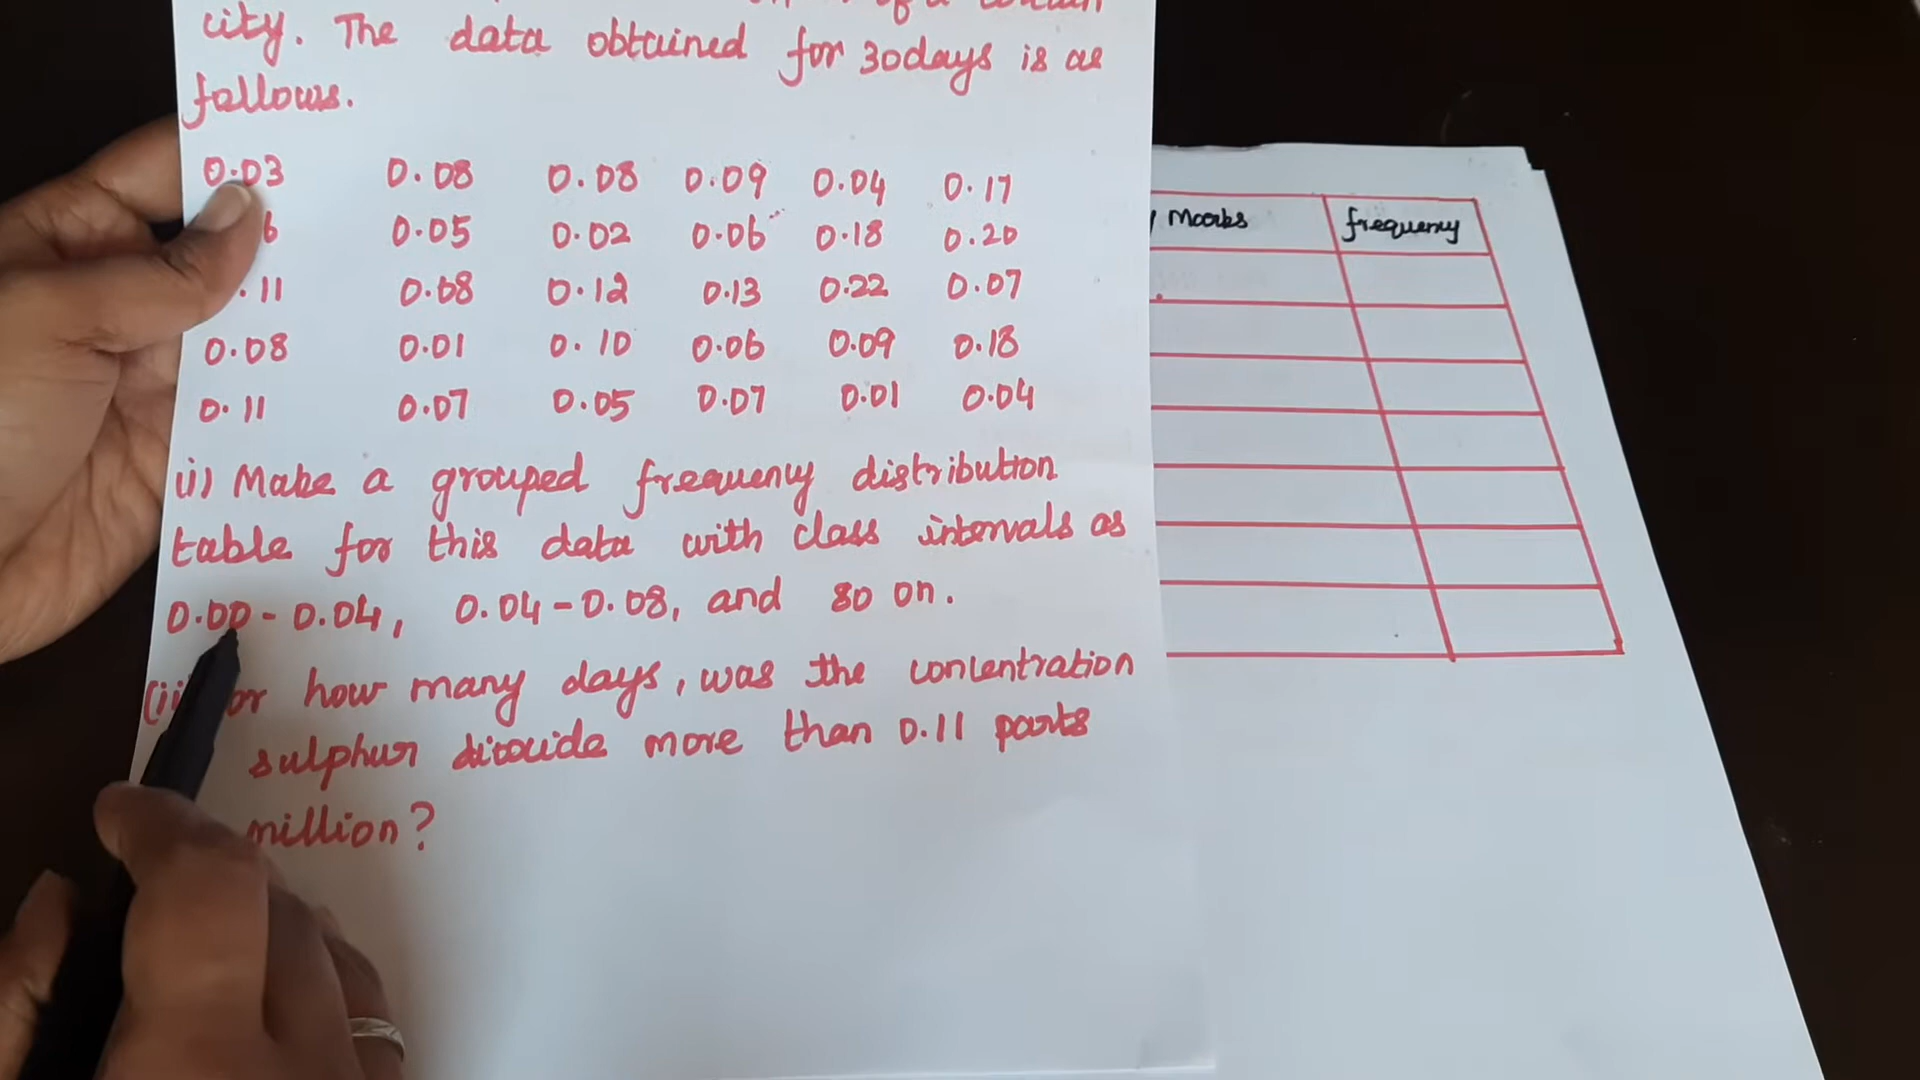 city. The data obtained for 30days is as
follows.
0.03 0.08 0.08 0.09 0.04 0.17
6 0.05 0.02 0.06 0.18 0.20
.11 0.08 0.12 0.13 0.22 0.07
0.08 0.01 0.10 0.06 0.09 0.18
0.11 0.07 0.05 0.07 0.01 0.04
i) Make a grouped frequency distribution
table for this data with class intervals as
0.00-0.04, 0.04-0.08, and so on.
(ii) or how many days, was the concentration
sulphur dioxide more than 0.11 parts
million?
Marks frequency